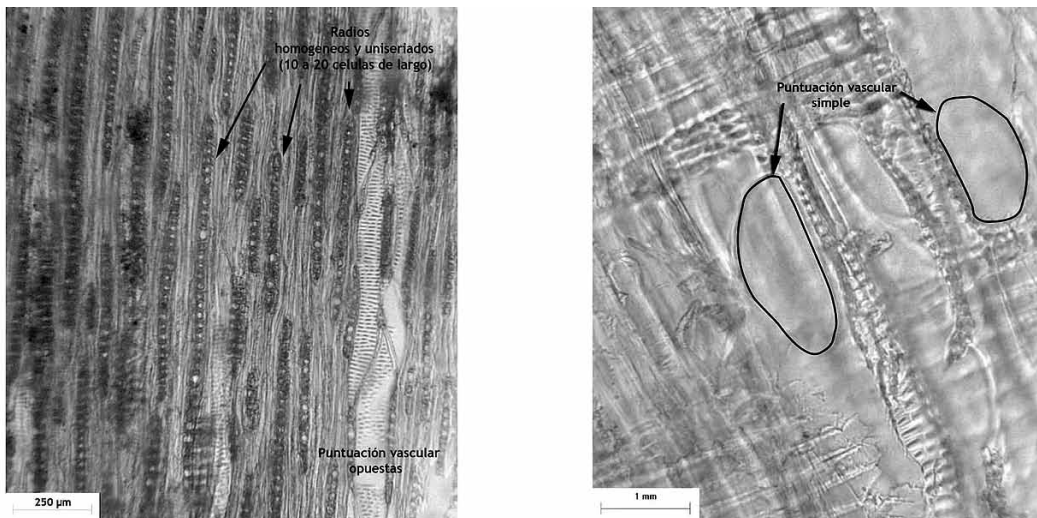 Radios
homogeneos y uniseriados
(10 a 20 celulas de largo)
Puntuación vascular
opuestas
250 µm
Puntuación vascular
simple
1 mm